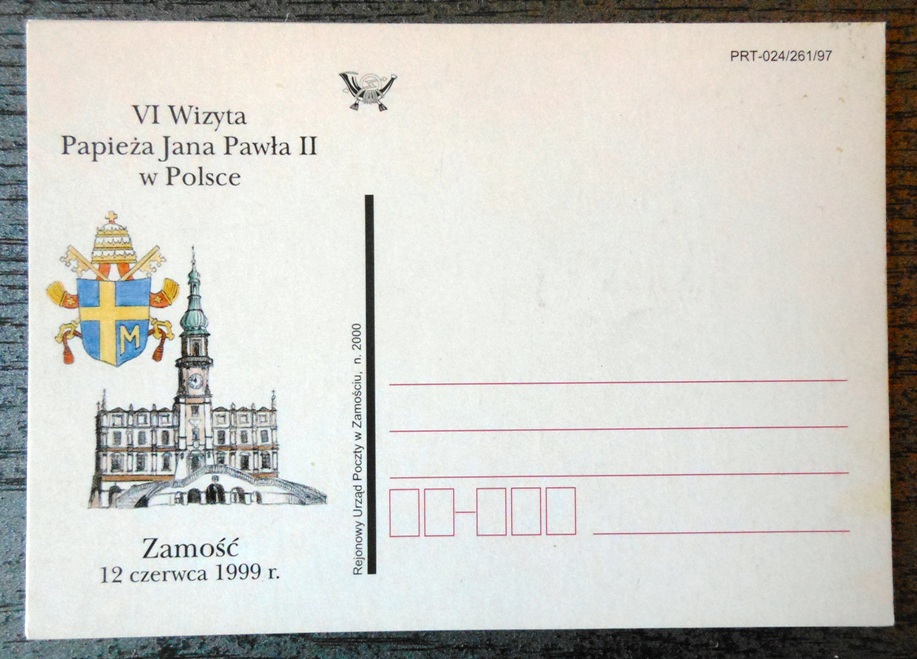 PRT-024/261/97
VI Wizyta
Papieża Jana Pawła II
w Polsce
M
Zamość
12 czerwca 1999 r.
Rejonowy Urząd Poczty w Zamościu, n. 2000